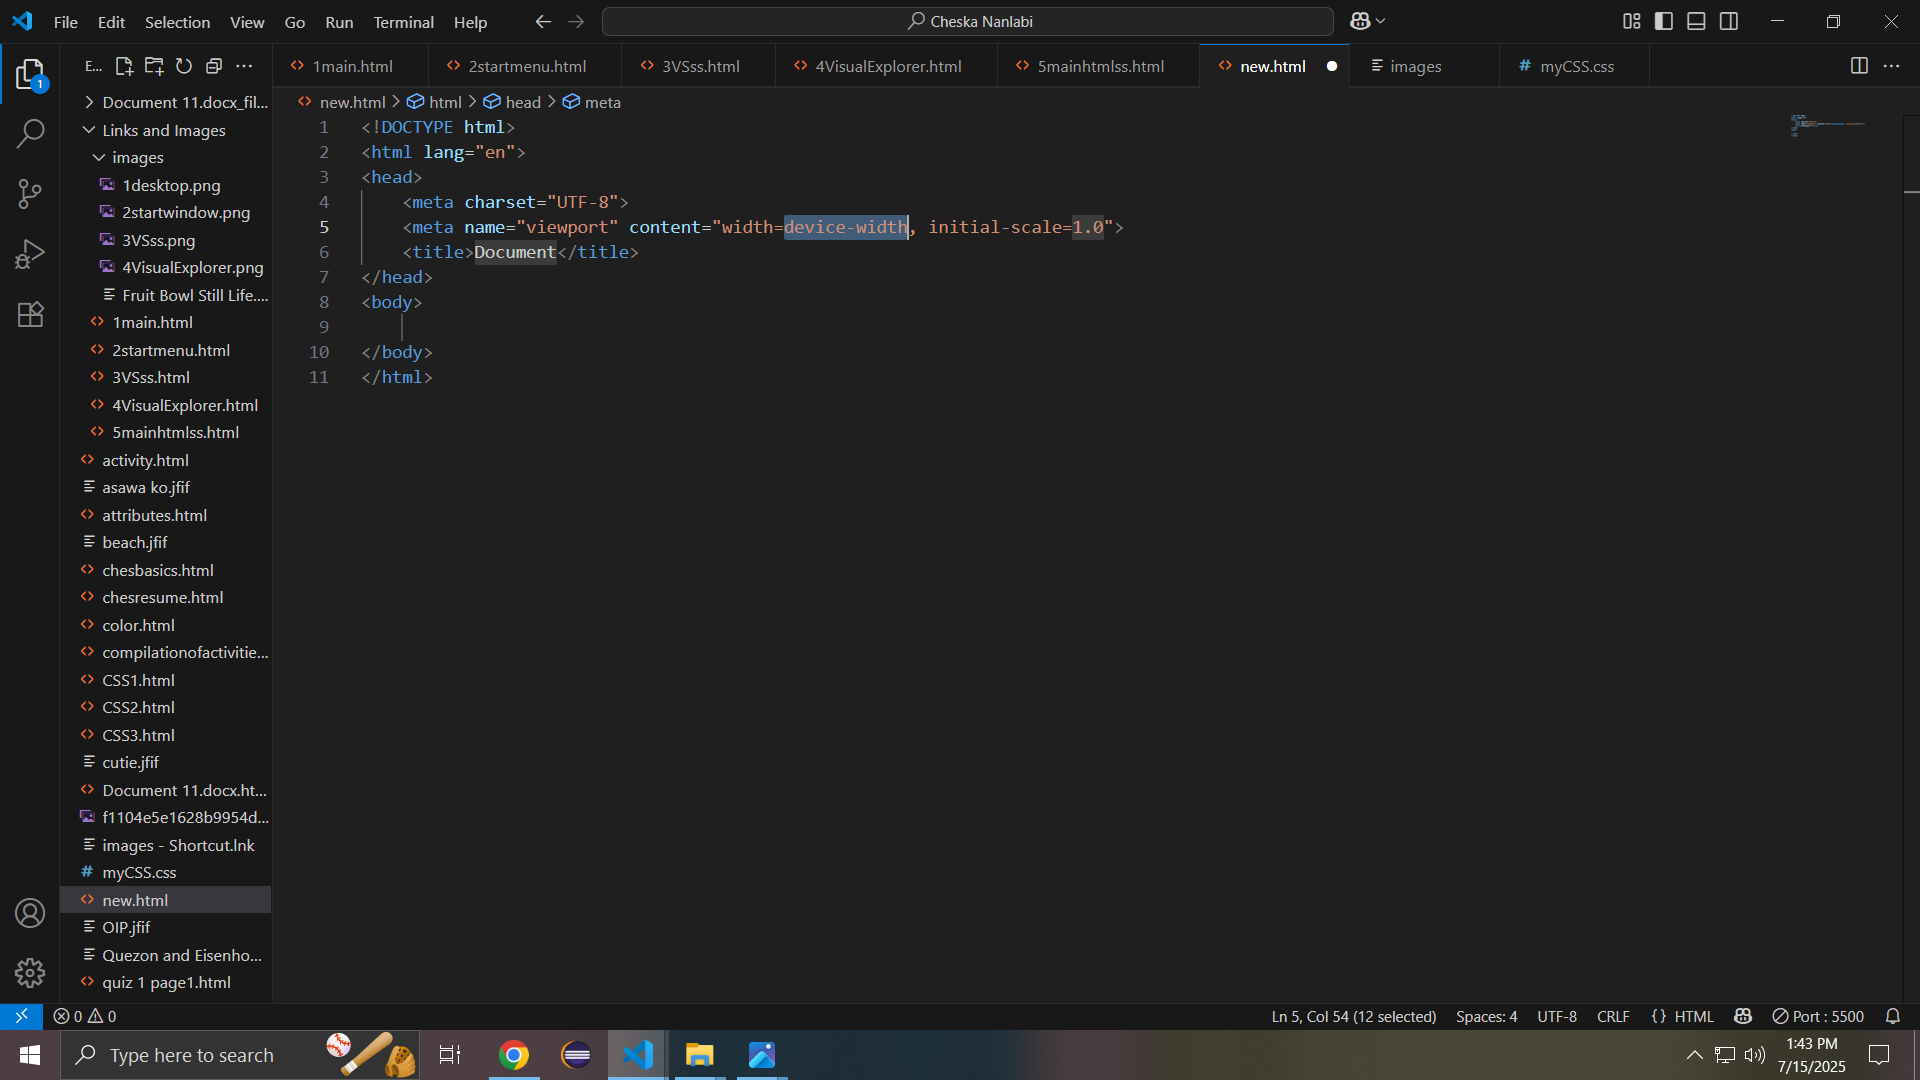 File Edit Selection View Go Run Terminal Help
Cheska Nanlabi
E...
1main.html 2startmenu.html 3VSss.html 4VisualExplorer.html 5mainhtmlss.html new.html images myCSS.css
1
Document 11.docx_fil...
Links and Images
images
1desktop.png
2startwindow.png
3VSss.png
4VisualExplorer.png
Fruit Bowl Still Life....
1main.html
2startmenu.html
3VSss.html
4VisualExplorer.html
5mainhtmlss.html
activity.html
asawa ko.jfif
attributes.html
beach.jfif
chesbasics.html
chesresume.html
color.html
compilationofactivitie...
CSS1.html
CSS2.html
CSS3.html
cutie.jfif
Document 11.docx.ht...
f1104e5e1628b9954d...
images - Shortcut.lnk
myCSS.css
new.html
OIP.jfif
Quezon and Eisenho...
quiz 1 page1.html
new.html > html > head > meta
1 <!DOCTYPE html>
2 <html lang="en">
3 <head>
4 <meta charset="UTF-8">
5 <meta name="viewport" content="width=device-width, initial-scale=1.0">
6 <title>Document</title>
7 </head>
8 <body>
9
10 </body>
11 </html>
0 0
Ln 5, Col 54 (12 selected) Spaces: 4 UTF-8 CRLF {} HTML Port : 5500
Type here to search
1:43 PM
7/15/2025